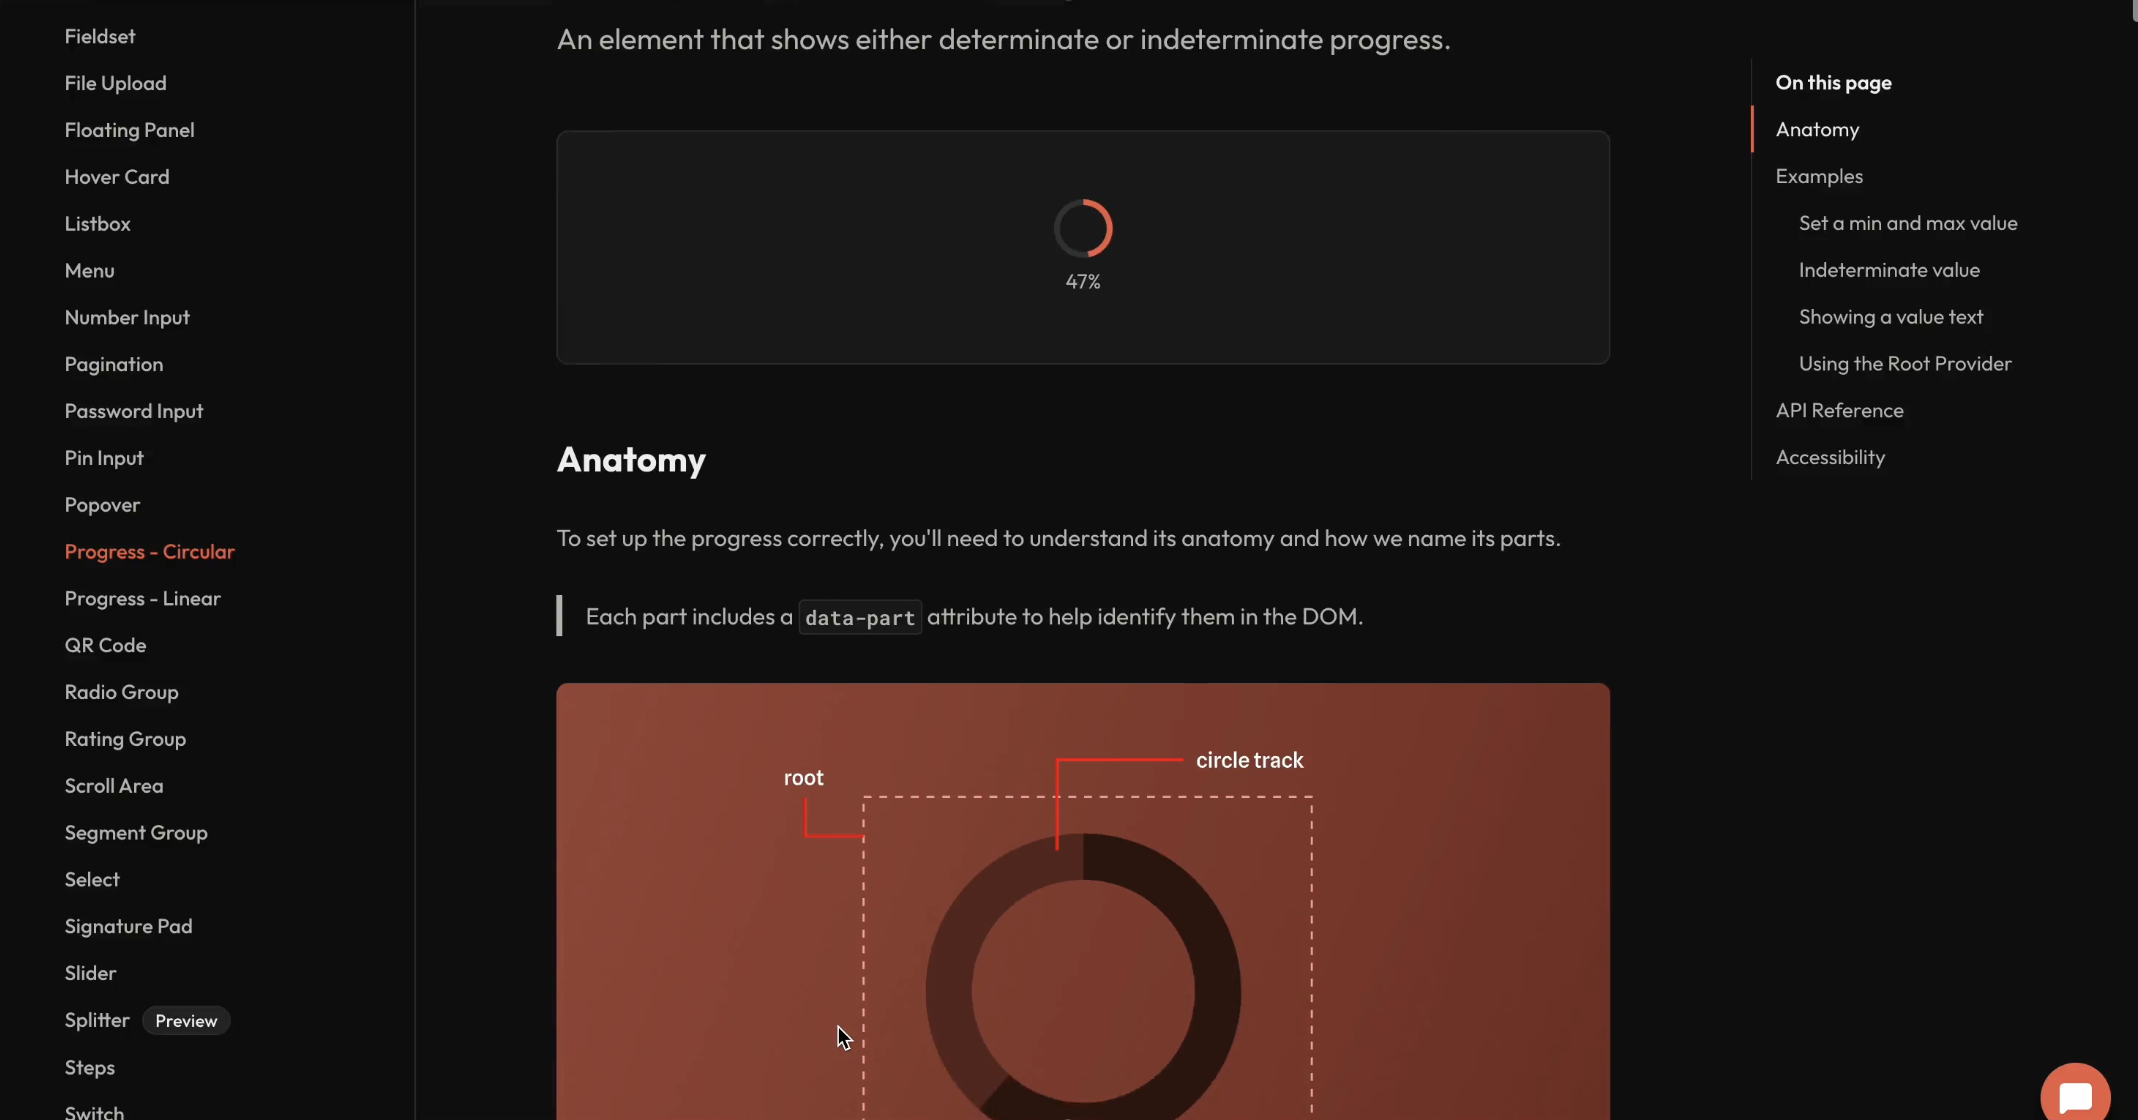 Fieldset
File Upload
Floating Panel
Hover Card
Listbox
Menu
Number Input
Pagination
Password Input
Pin Input
Popover
Progress - Circular
Progress - Linear
QR Code
Radio Group
Rating Group
Scroll Area
Segment Group
Select
Signature Pad
Slider
Splitter Preview
Steps
Switch
An element that shows either determinate or indeterminate progress.
47%
Anatomy
To set up the progress correctly, you'll need to understand its anatomy and how we name its parts.
Each part includes a data-part attribute to help identify them in the DOM.
circle track
root
On this page
Anatomy
Examples
Set a min and max value
Indeterminate value
Showing a value text
Using the Root Provider
API Reference
Accessibility